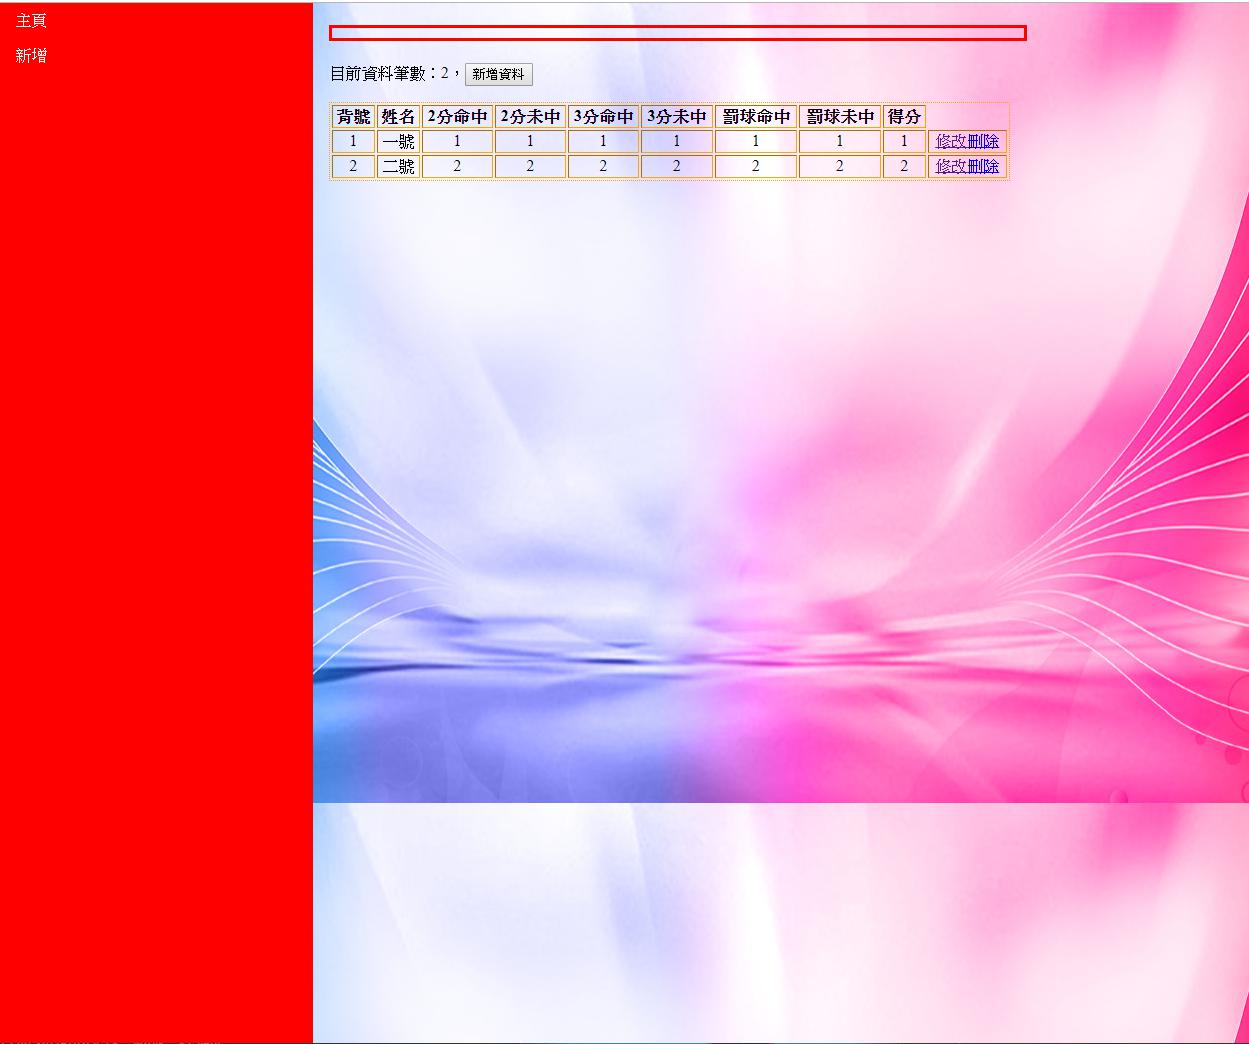 主頁
新增
目前資料筆數：2，新增資料
背號 姓名 2分命中 2分未中 3分命中 3分未中 罰球命中 罰球未中 得分
1 一號 1 1 1 1 1 1 1 修改刪除
2 二號 2 2 2 2 2 2 2 修改刪除